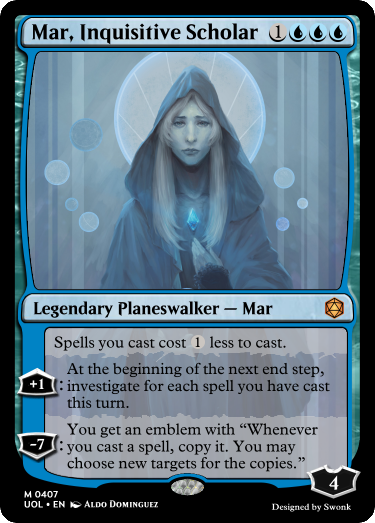 Mar, Inquisitive Scholar 1
Legendary Planeswalker — Mar
Spells you cast cost 1 less to cast.
+1: At the beginning of the next end step,
investigate for each spell you have cast
this turn.
-7: You get an emblem with “Whenever
you cast a spell, copy it. You may
choose new targets for the copies.”
4
M 0407
UOL • EN Aldo Dominguez
Designed by Swonk